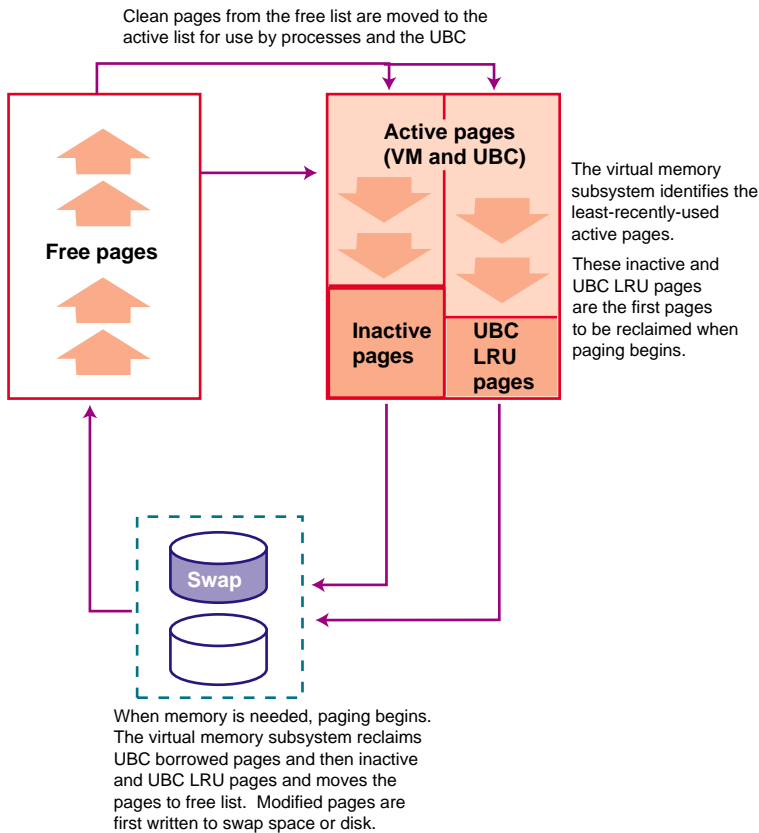 Clean pages from the free list are moved to the
active list for use by processes and the UBC
Free pages
Active pages
(VM and UBC)
Inactive
pages
UBC
LRU
pages
The virtual memory
subsystem identifies the
least-recently-used
active pages.
These inactive and
UBC LRU pages
are the first pages
to be reclaimed when
paging begins.
Swap
When memory is needed, paging begins.
The virtual memory subsystem reclaims
UBC borrowed pages and then inactive
and UBC LRU pages and moves the
pages to free list. Modified pages are
first written to swap space or disk.